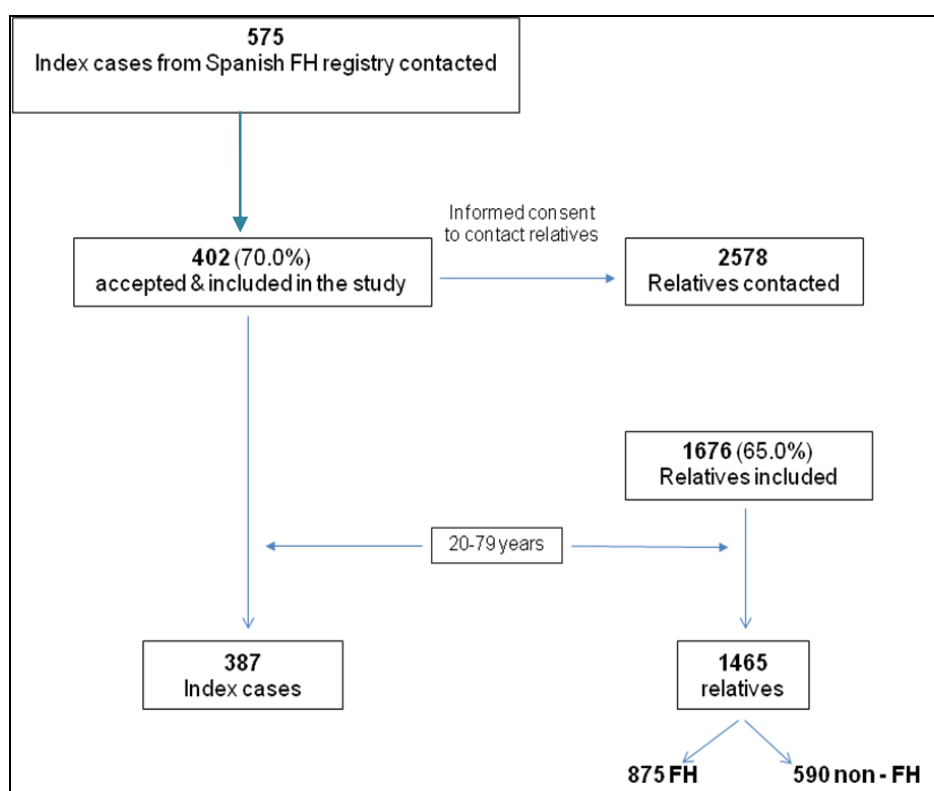 575
Index cases from Spanish FH registry contacted
Informed consent
to contact relatives
402 (70.0%)
accepted & included in the study
2578
Relatives contacted
1676 (65.0%)
Relatives included
20-79 years
387
Index cases
1465
relatives
875 FH
590 non - FH